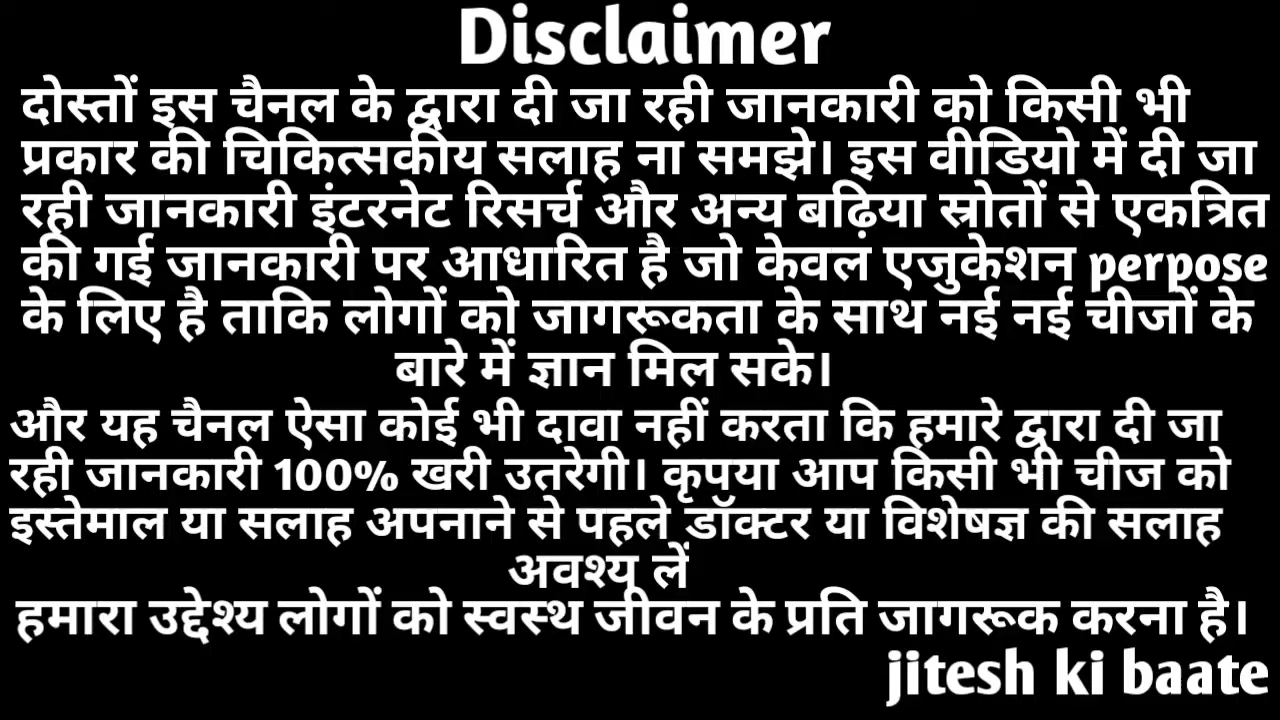 Disclaimer
दोस्तों इस चैनल के द्वारा दी जा रही जानकारी को किसी भी
प्रकार की चिकित्सकीय सलाह ना समझे। इस वीडियो में दी जा
रही जानकारी इंटरनेट रिसर्च और अन्य बढ़िया स्रोतों से एकत्रित
की गई जानकारी पर आधारित है जो केवल एजुकेशन perpose
के लिए है ताकि लोगों को जागरूकता के साथ नई नई चीजों के
बारे में ज्ञान मिल सके।
और यह चैनल ऐसा कोई भी दावा नहीं करता कि हमारे द्वारा दी जा
रही जानकारी 100% खरी उतरेगी। कृपया आप किसी भी चीज को
इस्तेमाल या सलाह अपनाने से पहले डॉक्टर या विशेषज्ञ की सलाह
अवश्य लें
हमारा उद्देश्य लोगों को स्वस्थ जीवन के प्रति जागरूक करना है।
jitesh ki baate